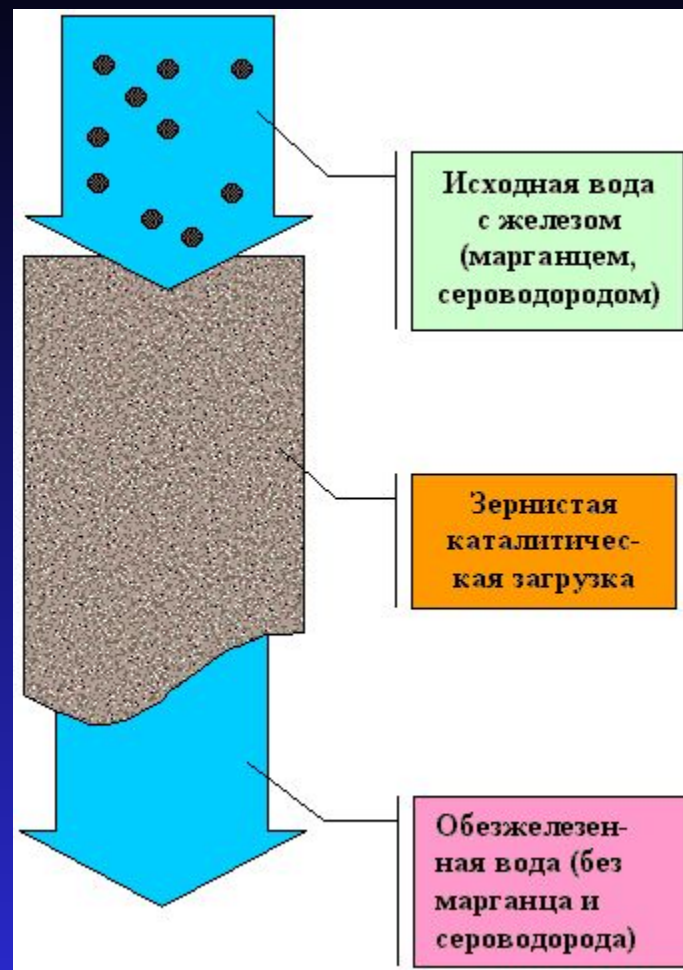 Исходная вода
с железом
(марганцем,
сероводородом)
Зернистая
каталитичес-
кая загрузка
Обезжелезен-
ная вода (без
марганца и
сероводорода)